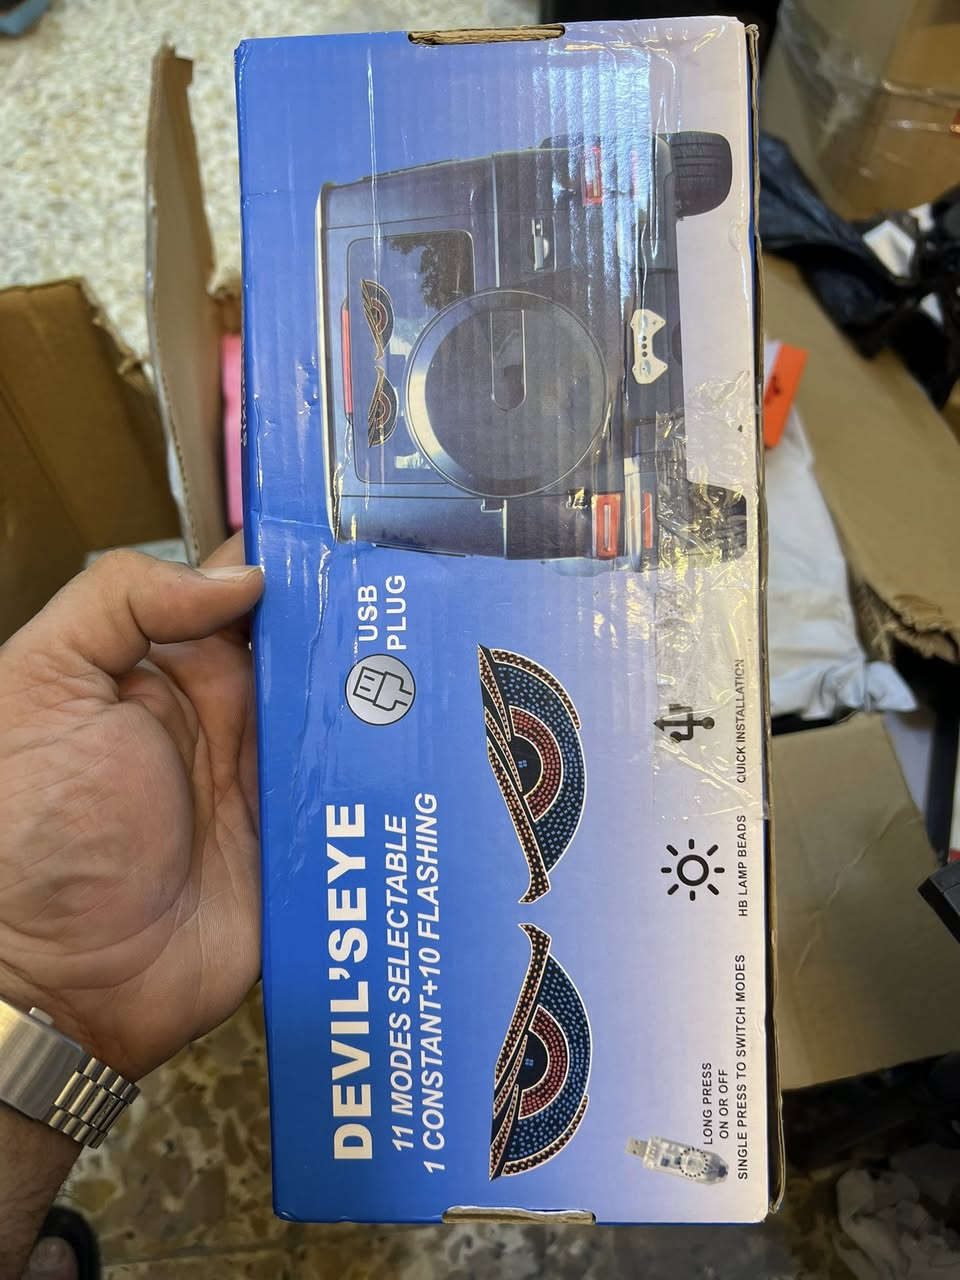 DEVIL'SEYE
11 MODES SELECTABLE
1 CONSTANT+10 FLASHING
USB
PLUG
LONG PRESS
ON OR OFF
SINGLE PRESS TO SWITCH MODES
HB LAMP BEADS
QUICK INSTALLATION